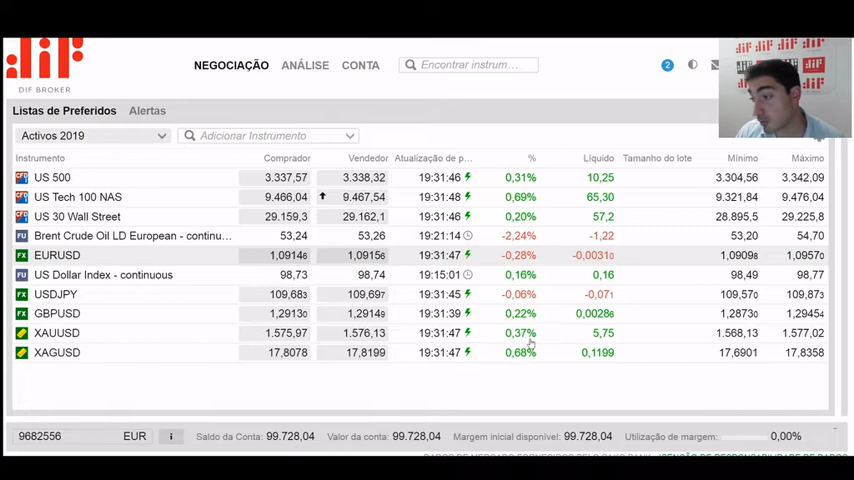 DIF BROKER
NEGOCIAÇÃO ANÁLISE CONTA Encontrar instrum… 2
Listas de Preferidos Alertas
Activos 2019 Adicionar Instrumento
Instrumento Comprador Vendedor Atualização de p… % Líquido Tamanho do lote Mínimo Máximo
CFD US 500 3.337,57 3.338,32 19:31:46 0,31% 10,25 3.304,56 3.342,09
CFD US Tech 100 NAS 9.466,04 9.467,54 19:31:48 0,69% 65,30 9.321,84 9.476,04
CFD US 30 Wall Street 29.159,3 29.162,1 19:31:46 0,20% 57,2 28.895,5 29.225,8
FU Brent Crude Oil LD European - continu… 53,24 53,26 19:21:14 -2,24% -1,22 53,20 54,70
FX EURUSD 1,09146 1,09156 19:31:47 -0,28% -0,00310 1,09098 1,09570
FU US Dollar Index - continuous 98,73 98,74 19:15:01 0,16% 0,16 98,49 98,77
FX USDJPY 109,683 109,697 19:31:45 -0,06% -0,071 109,570 109,873
FX GBPUSD 1,29130 1,29149 19:31:39 0,22% 0,00286 1,28730 1,29454
XAUUSD 1.575,97 1.576,13 19:31:47 0,37% 5,75 1.568,13 1.577,02
XAGUSD 17,8078 17,8199 19:31:47 0,68% 0,1199 17,6901 17,8358
9682556 EUR i Saldo da Conta: 99.728,04 Valor da conta: 99.728,04 Margem inicial disponível: 99.728,04 Utilização de margem: 0,00%